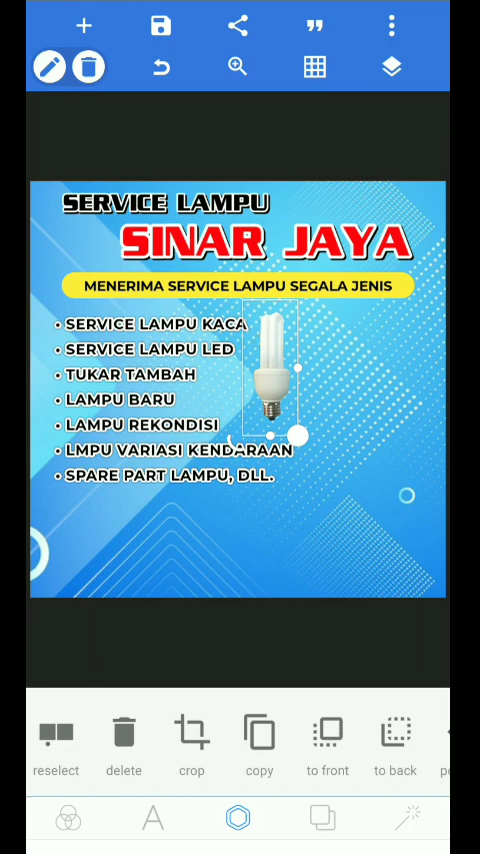 SERVICE LAMPU
SINAR JAYA
MENERIMA SERVICE LAMPU SEGALA JENIS
• SERVICE LAMPU KACA
• SERVICE LAMPU LED
• TUKAR TAMBAH
• LAMPU BARU
• LAMPU REKONDISI
• LMPU VARIASI KENDARAAN
• SPARE PART LAMPU, DLL.
reselect delete crop copy to front to back